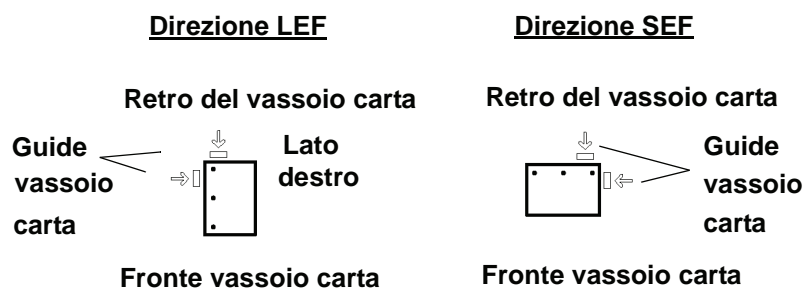 Direzione LEF
Retro del vassoio carta
Guide
vassoio
carta
Lato
destro
Fronte vassoio carta
Direzione SEF
Retro del vassoio carta
Guide
vassoio
carta
Fronte vassoio carta